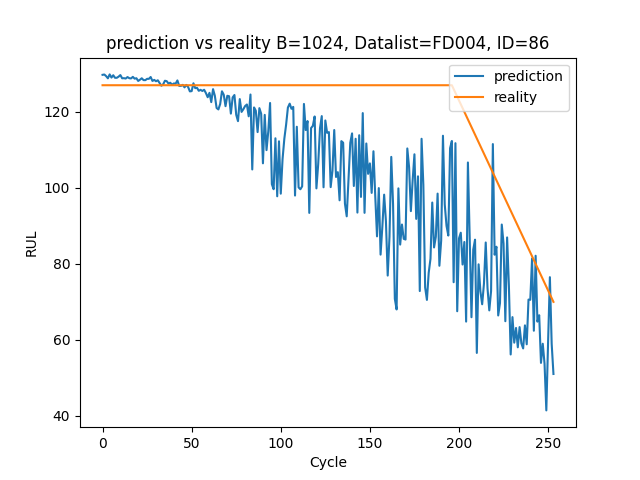 prediction vs reality B=1024, Datalist=FD004, ID=86
prediction
reality
120
100
80
60
40
RUL
0
50
100
150
200
250
Cycle